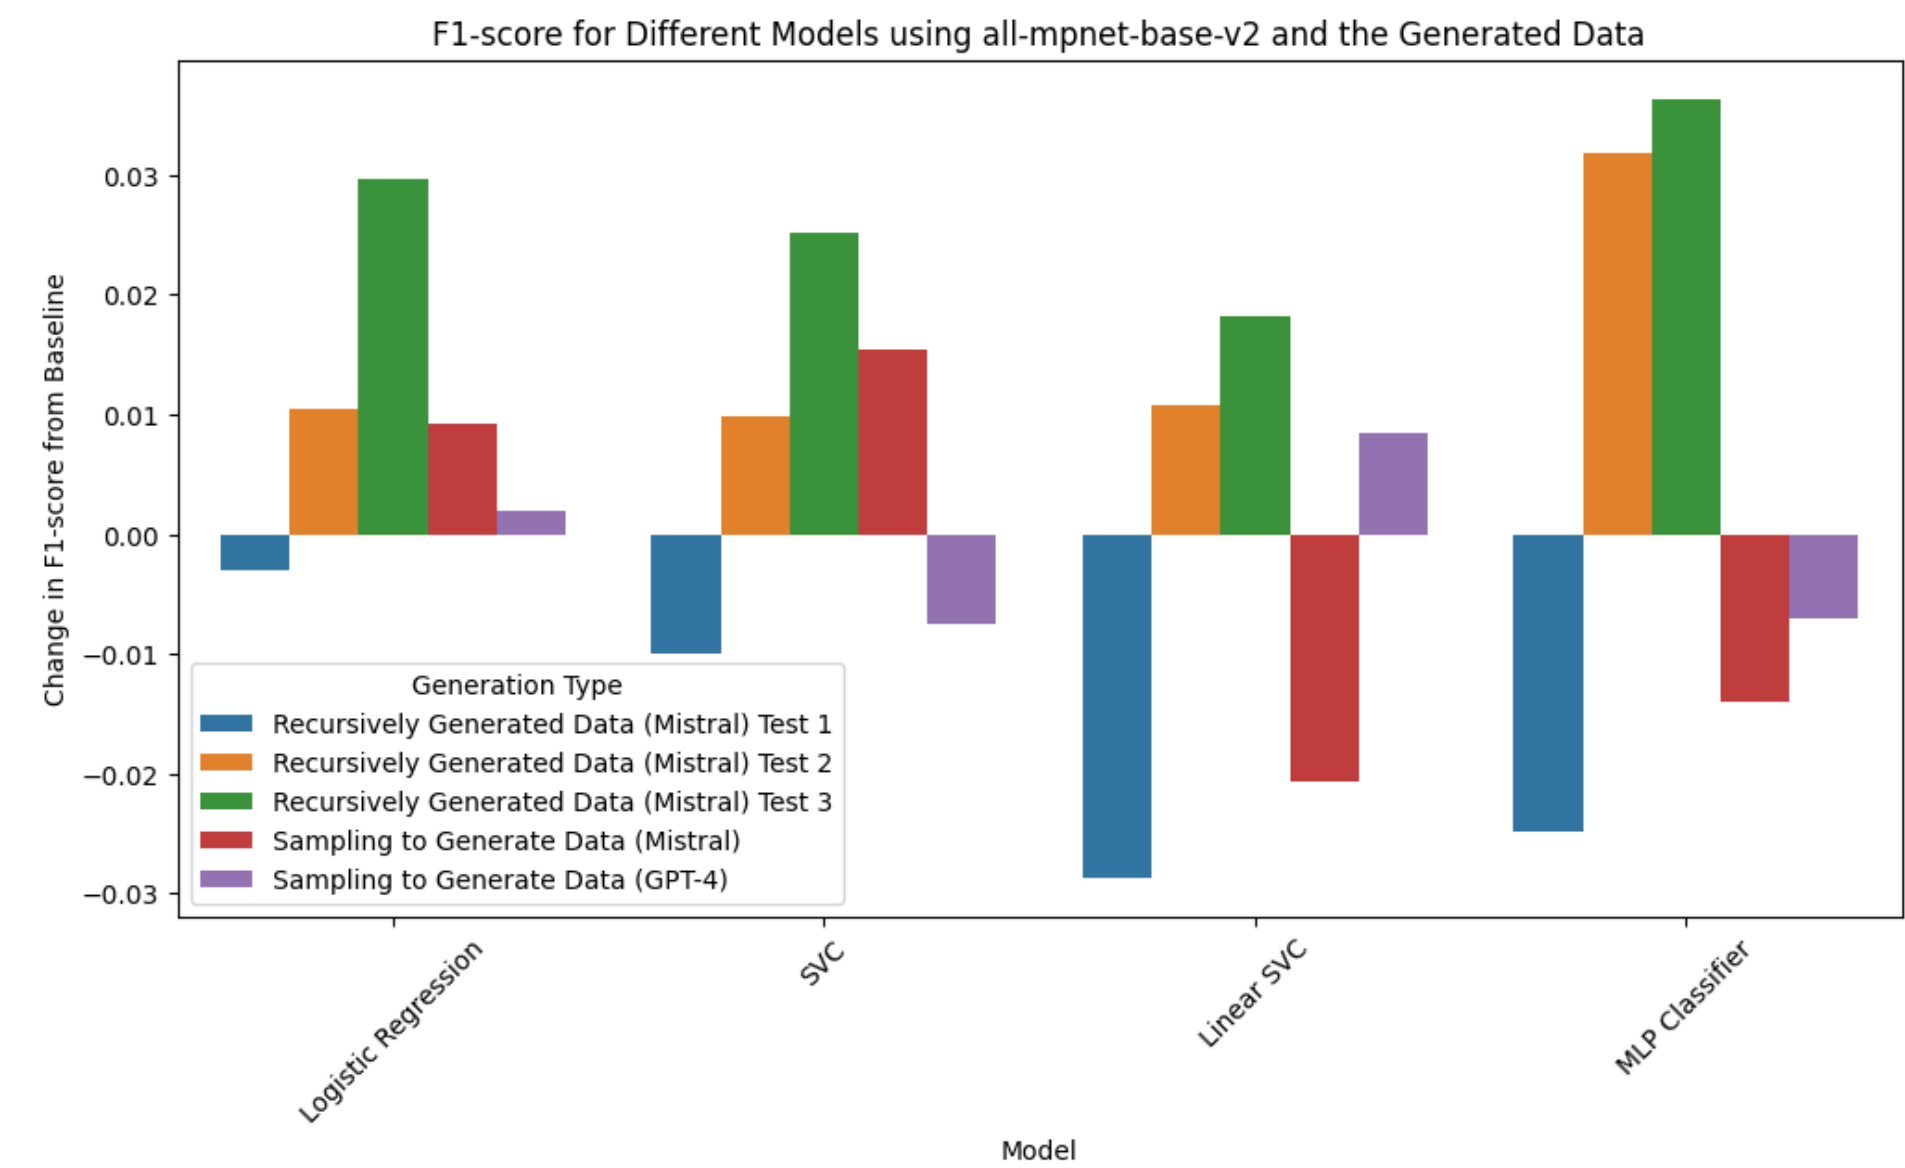 F1-score for Different Models using all-mpnet-base-v2 and the Generated Data
Change in F1-score from Baseline
0.03
0.02
0.01
0.00
−0.01
−0.02
−0.03
Generation Type
Recursively Generated Data (Mistral) Test 1
Recursively Generated Data (Mistral) Test 2
Recursively Generated Data (Mistral) Test 3
Sampling to Generate Data (Mistral)
Sampling to Generate Data (GPT-4)
Logistic Regression
SVC
Linear SVC
MLP Classifier
Model